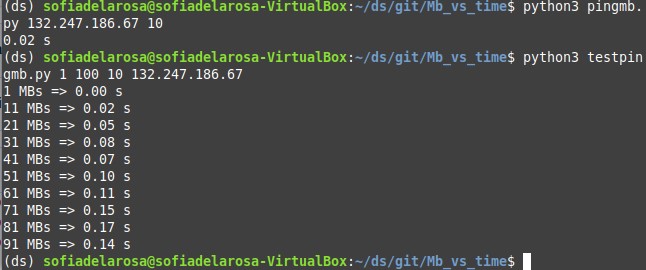 (ds) sofiadelarosa@sofiadelarosa-VirtualBox:~/ds/git/Mb_vs_time$ python3 pingmb.
py 132.247.186.67 10
0.02 s
(ds) sofiadelarosa@sofiadelarosa-VirtualBox:~/ds/git/Mb_vs_time$ python3 testpin
gmb.py 1 100 10 132.247.186.67
1 MBs => 0.00 s
11 MBs => 0.02 s
21 MBs => 0.05 s
31 MBs => 0.08 s
41 MBs => 0.07 s
51 MBs => 0.10 s
61 MBs => 0.11 s
71 MBs => 0.15 s
81 MBs => 0.17 s
91 MBs => 0.14 s
(ds) sofiadelarosa@sofiadelarosa-VirtualBox:~/ds/git/Mb_vs_time$